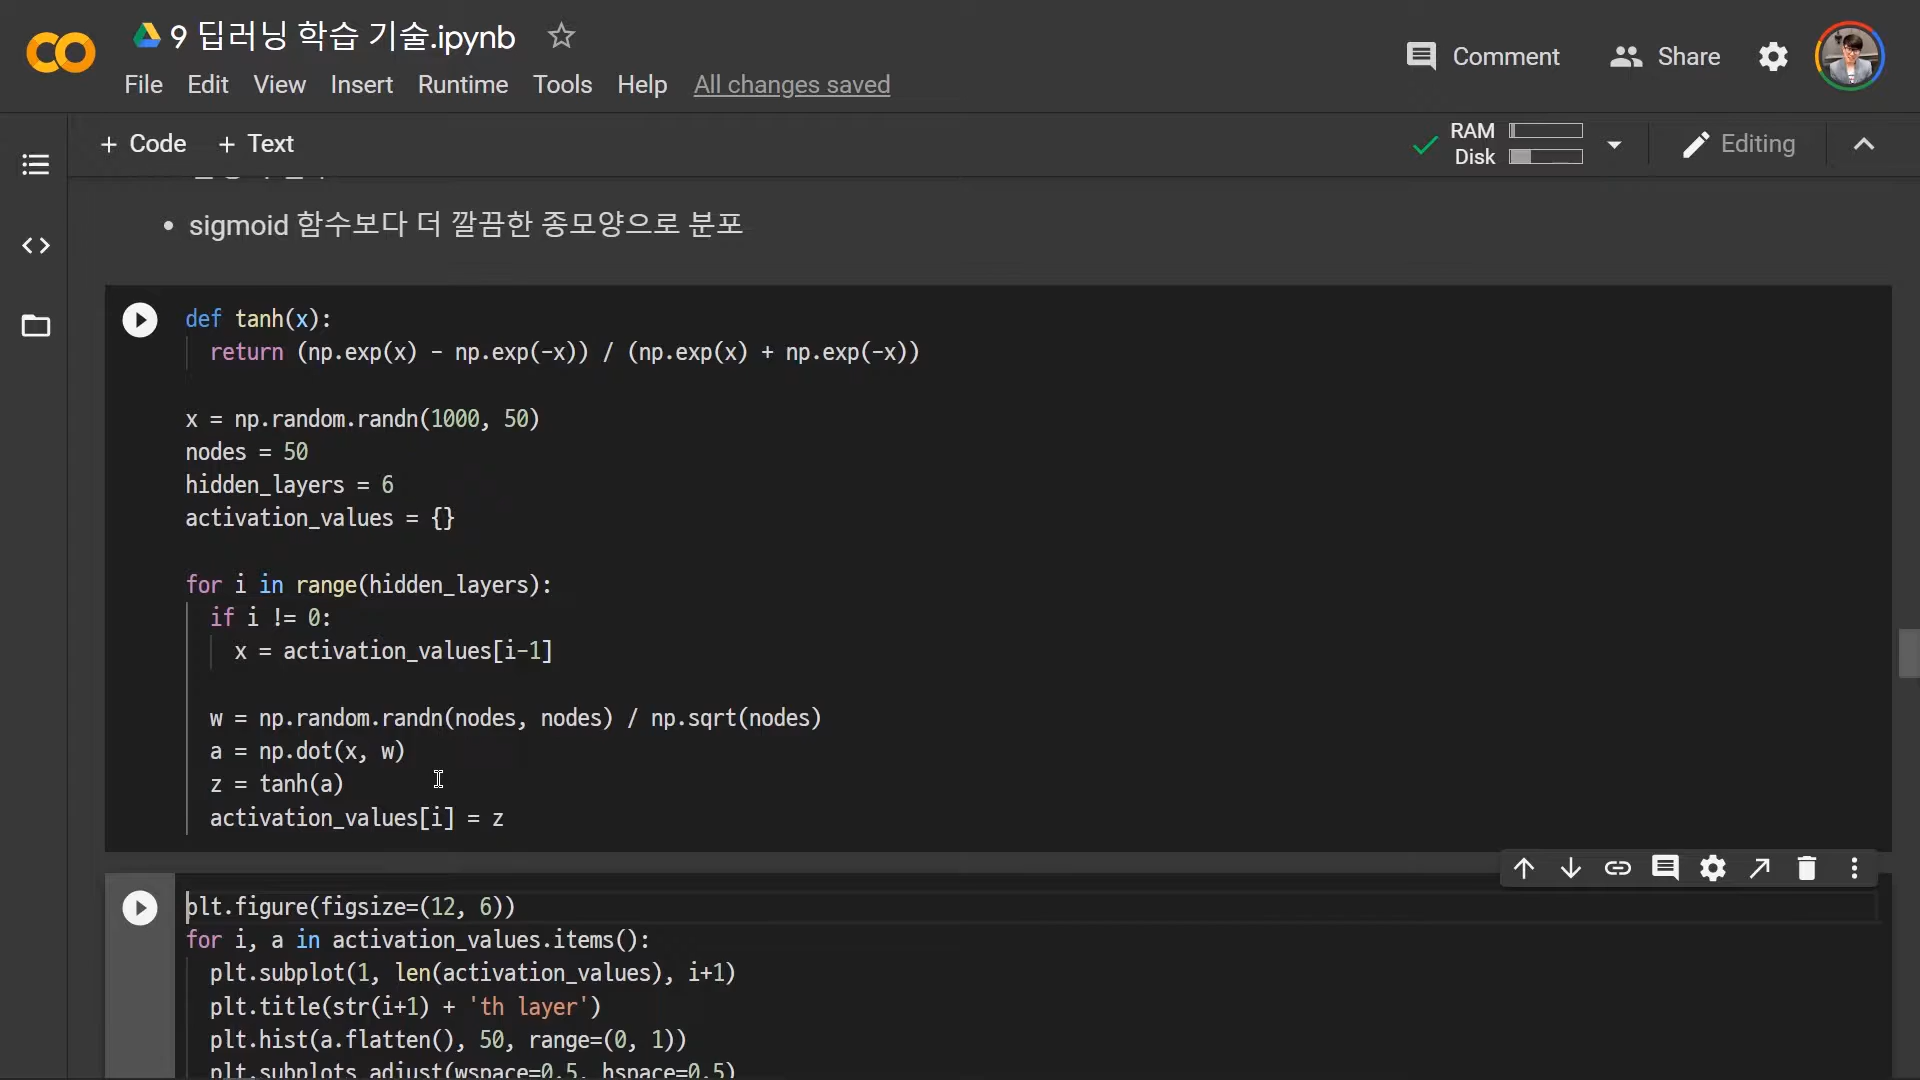 9 딥러닝 학습 기술.ipynb
Comment
Share
File Edit View Insert Runtime Tools Help All changes saved
+ Code + Text
RAM
Disk
Editing
• sigmoid 함수보다 더 깔끔한 종모양으로 분포
def tanh(x):
return (np.exp(x) - np.exp(-x)) / (np.exp(x) + np.exp(-x))
x = np.random.randn(1000, 50)
nodes = 50
hidden_layers = 6
activation_values = {}
for i in range(hidden_layers):
if i != 0:
x = activation_values[i-1]
w = np.random.randn(nodes, nodes) / np.sqrt(nodes)
a = np.dot(x, w)
z = tanh(a)
activation_values[i] = z
plt.figure(figsize=(12, 6))
for i, a in activation_values.items():
plt.subplot(1, len(activation_values), i+1)
plt.title(str(i+1) + 'th layer')
plt.hist(a.flatten(), 50, range=(0, 1))
plt.subplots_adjust(wspace=0.5, hspace=0.5)